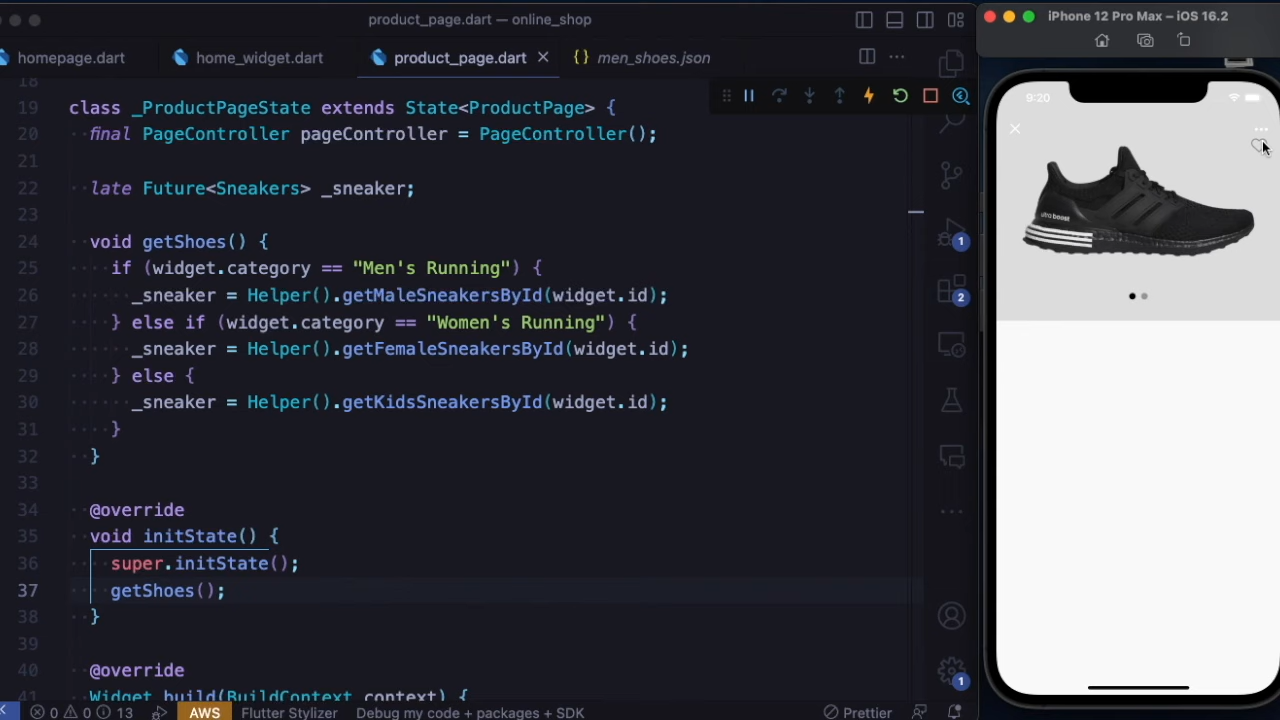 product_page.dart — online_shop
homepage.dart
home_widget.dart
product_page.dart
{} men_shoes.json
18
19 class _ProductPageState extends State<ProductPage> {
20 final PageController pageController = PageController();
21
22 late Future<Sneakers> _sneaker;
23
24 void getShoes() {
25 if (widget.category == "Men's Running") {
26 _sneaker = Helper().getMaleSneakersById(widget.id);
27 } else if (widget.category == "Women's Running") {
28 _sneaker = Helper().getFemaleSneakersById(widget.id);
29 } else {
30 _sneaker = Helper().getKidsSneakersById(widget.id);
31 }
32 }
33
34 @override
35 void initState() {
36 super.initState();
37 getShoes();
38 }
39
40 @override
41 Widget build(BuildContext context) {
1
2
1
0 0 13 AWS Flutter Stylizer Debug my code + packages + SDK Prettier
iPhone 12 Pro Max – iOS 16.2
9:20
ultra boost